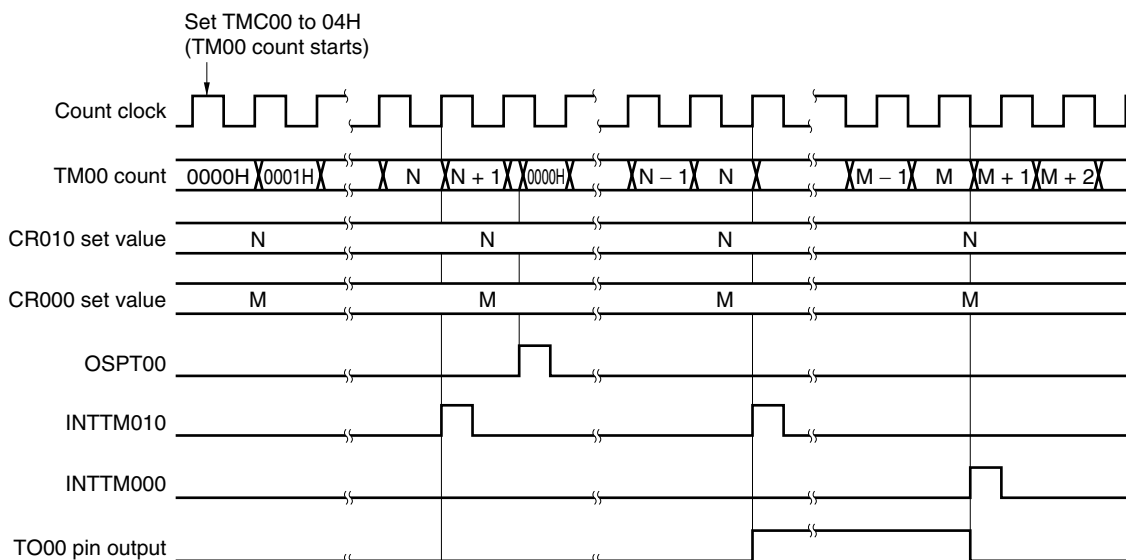 Set TMC00 to 04H
(TM00 count starts)
Count clock
TM00 count 0000H 0001H N N + 1 0000H N − 1 N M − 1 M M + 1 M + 2
CR010 set value N N N N
CR000 set value M M M M
OSPT00
INTTM010
INTTM000
TO00 pin output